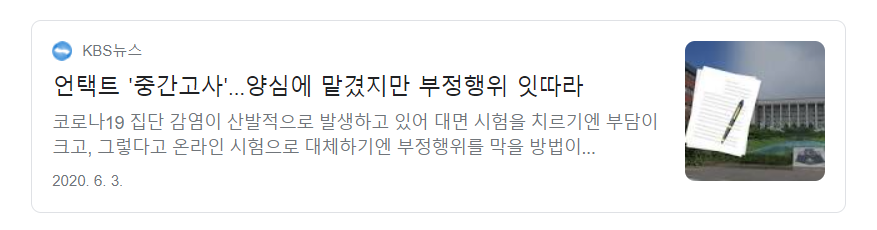 KBS뉴스
언택트 '중간고사'...양심에 맡겼지만 부정행위 잇따라
코로나19 집단 감염이 산발적으로 발생하고 있어 대면 시험을 치르기엔 부담이
크고, 그렇다고 온라인 시험으로 대체하기엔 부정행위를 막을 방법이...
2020. 6. 3.